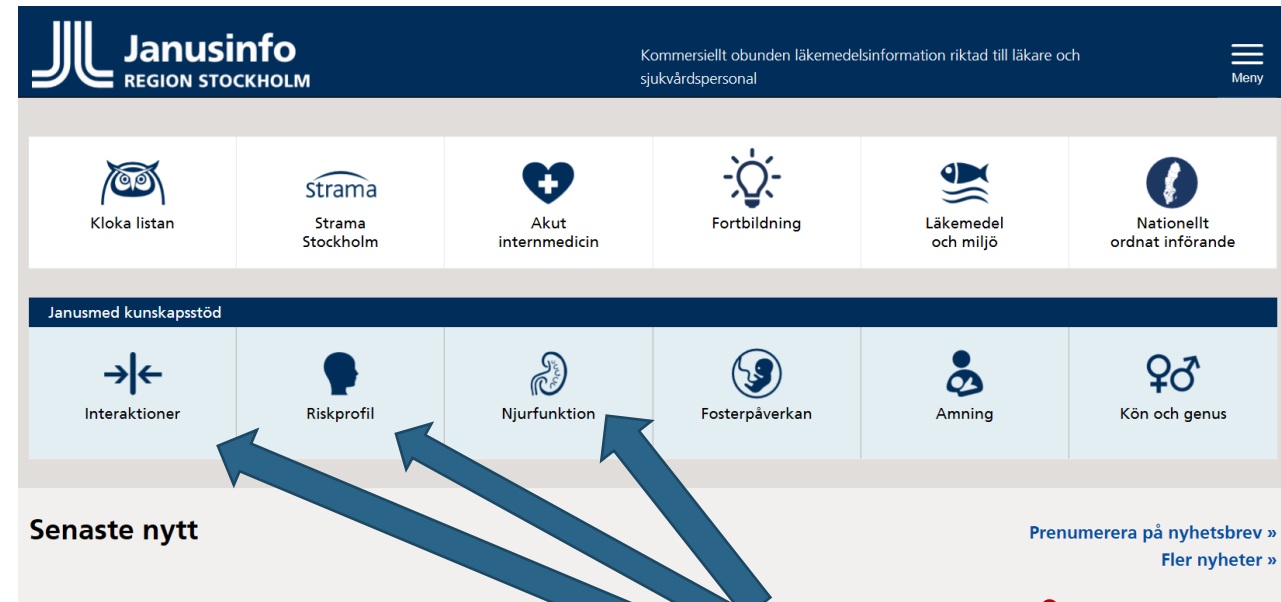 Janusinfo
REGION STOCKHOLM
Kommersiellt obunden läkemedelsinformation riktad till läkare och
sjukvårdspersonal
Meny
Kloka listan
strama
Strama
Stockholm
Akut
internmedicin
Fortbildning
Läkemedel
och miljö
Nationellt
ordnat införande
Janusmed kunskapsstöd
Interaktioner
Riskprofil
Njurfunktion
Fosterpåverkan
Amning
Kön och genus
Senaste nytt
Prenumerera på nyhetsbrev »
Fler nyheter »